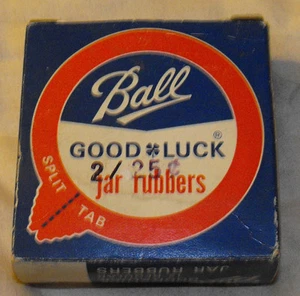 Ball
GOOD LUCK
®
2/25¢
jar rubbers
SPLIT
TAB
JAR RUBBERS